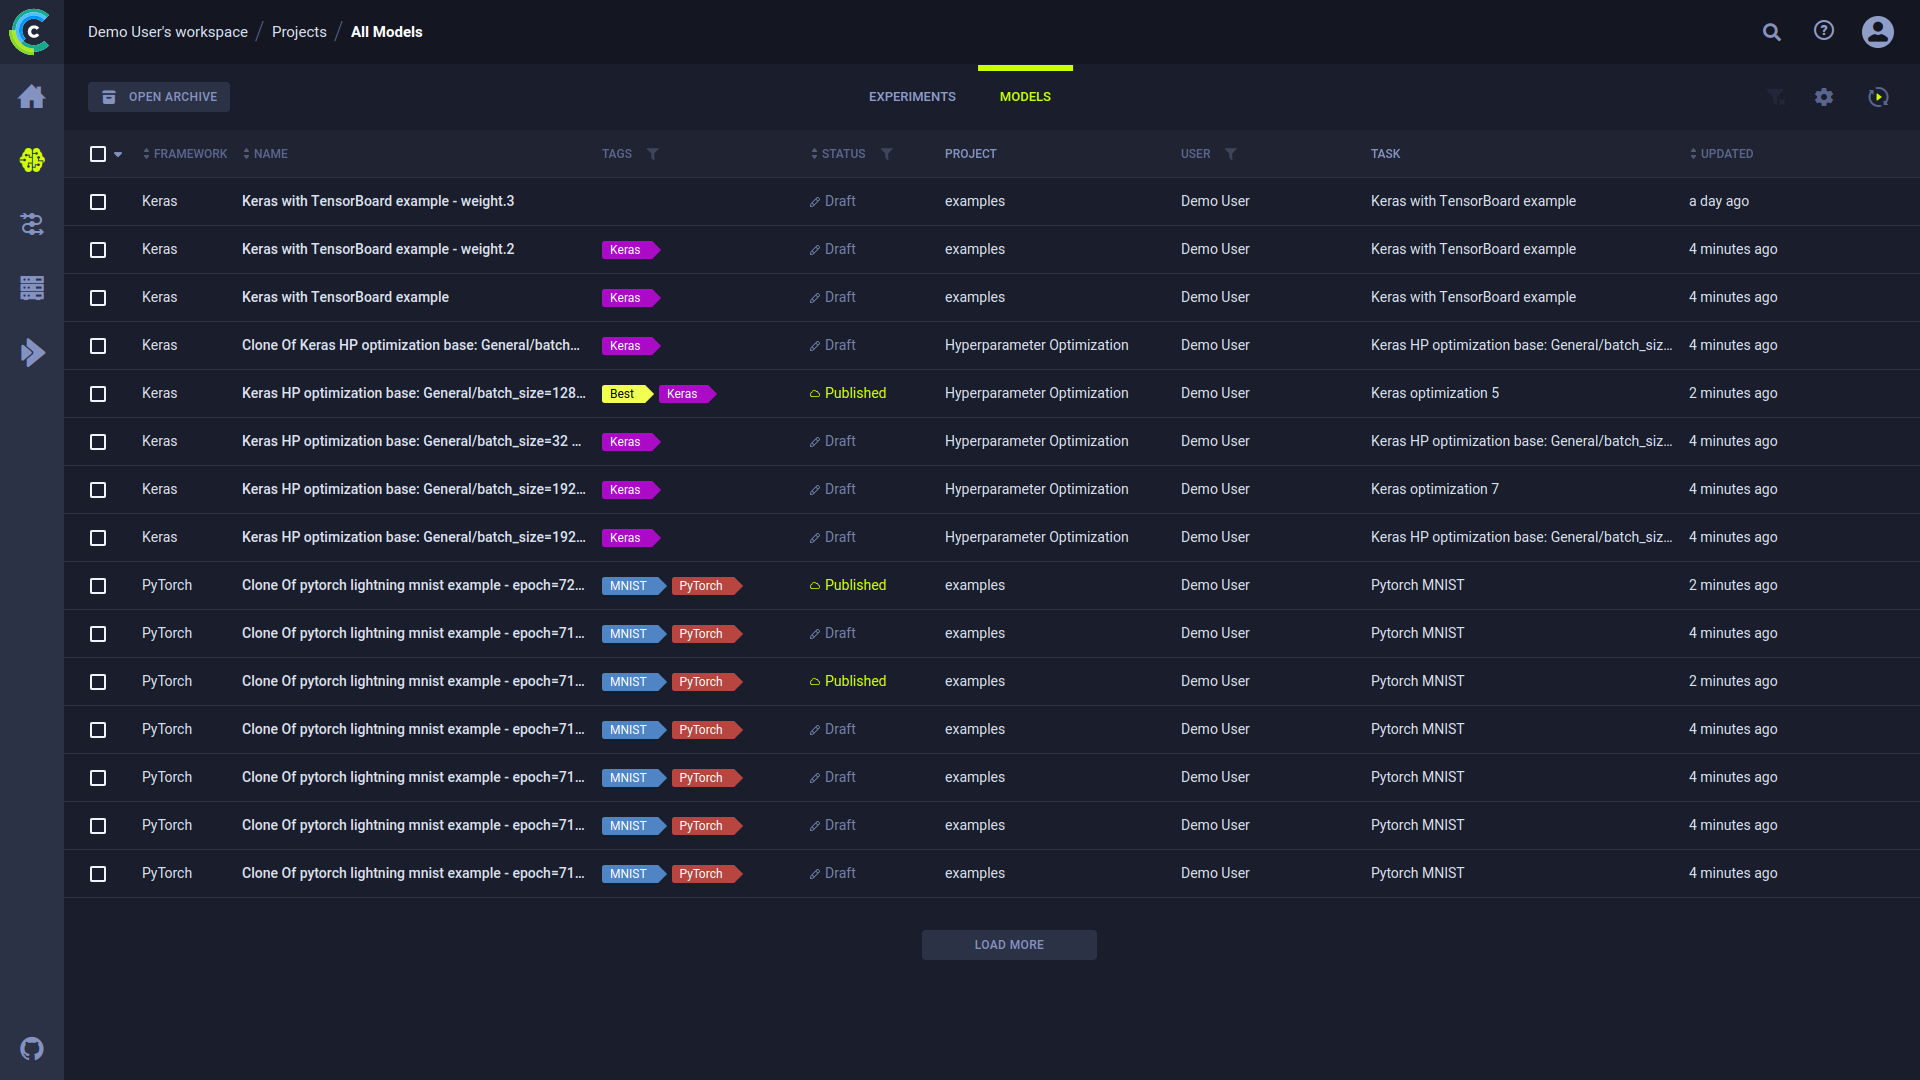 Demo User's workspace / Projects / All Models
OPEN ARCHIVE EXPERIMENTS MODELS
FRAMEWORK NAME TAGS STATUS PROJECT USER TASK UPDATED
Keras Keras with TensorBoard example - weight.3 Draft examples Demo User Keras with TensorBoard example a day ago
Keras Keras with TensorBoard example - weight.2 Keras Draft examples Demo User Keras with TensorBoard example 4 minutes ago
Keras Keras with TensorBoard example Keras Draft examples Demo User Keras with TensorBoard example 4 minutes ago
Keras Clone Of Keras HP optimization base: General/batch... Keras Draft Hyperparameter Optimization Demo User Keras HP optimization base: General/batch_siz... 4 minutes ago
Keras Keras HP optimization base: General/batch_size=128... Best Keras Published Hyperparameter Optimization Demo User Keras optimization 5 2 minutes ago
Keras Keras HP optimization base: General/batch_size=32 ... Keras Draft Hyperparameter Optimization Demo User Keras HP optimization base: General/batch_siz... 4 minutes ago
Keras Keras HP optimization base: General/batch_size=192... Keras Draft Hyperparameter Optimization Demo User Keras optimization 7 4 minutes ago
Keras Keras HP optimization base: General/batch_size=192... Keras Draft Hyperparameter Optimization Demo User Keras HP optimization base: General/batch_siz... 4 minutes ago
PyTorch Clone Of pytorch lightning mnist example - epoch=72... MNIST PyTorch Published examples Demo User Pytorch MNIST 2 minutes ago
PyTorch Clone Of pytorch lightning mnist example - epoch=71... MNIST PyTorch Draft examples Demo User Pytorch MNIST 4 minutes ago
PyTorch Clone Of pytorch lightning mnist example - epoch=71... MNIST PyTorch Published examples Demo User Pytorch MNIST 2 minutes ago
PyTorch Clone Of pytorch lightning mnist example - epoch=71... MNIST PyTorch Draft examples Demo User Pytorch MNIST 4 minutes ago
PyTorch Clone Of pytorch lightning mnist example - epoch=71... MNIST PyTorch Draft examples Demo User Pytorch MNIST 4 minutes ago
PyTorch Clone Of pytorch lightning mnist example - epoch=71... MNIST PyTorch Draft examples Demo User Pytorch MNIST 4 minutes ago
PyTorch Clone Of pytorch lightning mnist example - epoch=71... MNIST PyTorch Draft examples Demo User Pytorch MNIST 4 minutes ago
LOAD MORE